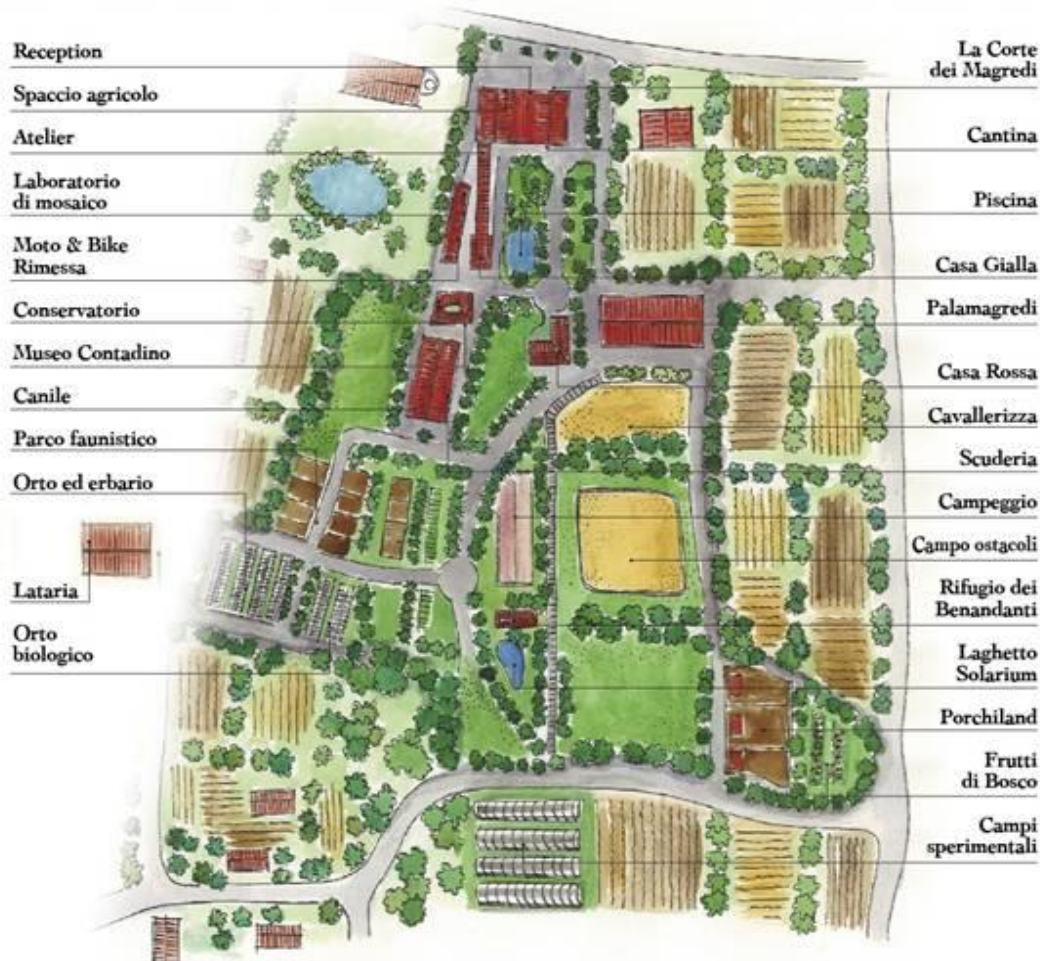 Reception
Spaccio agricolo
Atelier
Laboratorio
di mosaico
Moto & Bike
Rimessa
Conservatorio
Museo Contadino
Canile
Parco faunistico
Orto ed erbario
Lataria
Orto
biologico
La Corte
dei Magredi
Cantina
Piscina
Casa Gialla
Palamagredi
Casa Rossa
Cavallerizza
Scuderia
Campeggio
Campo ostacoli
Rifugio dei
Benandanti
Laghetto
Solarium
Porchiland
Frutti
di Bosco
Campi
sperimentali